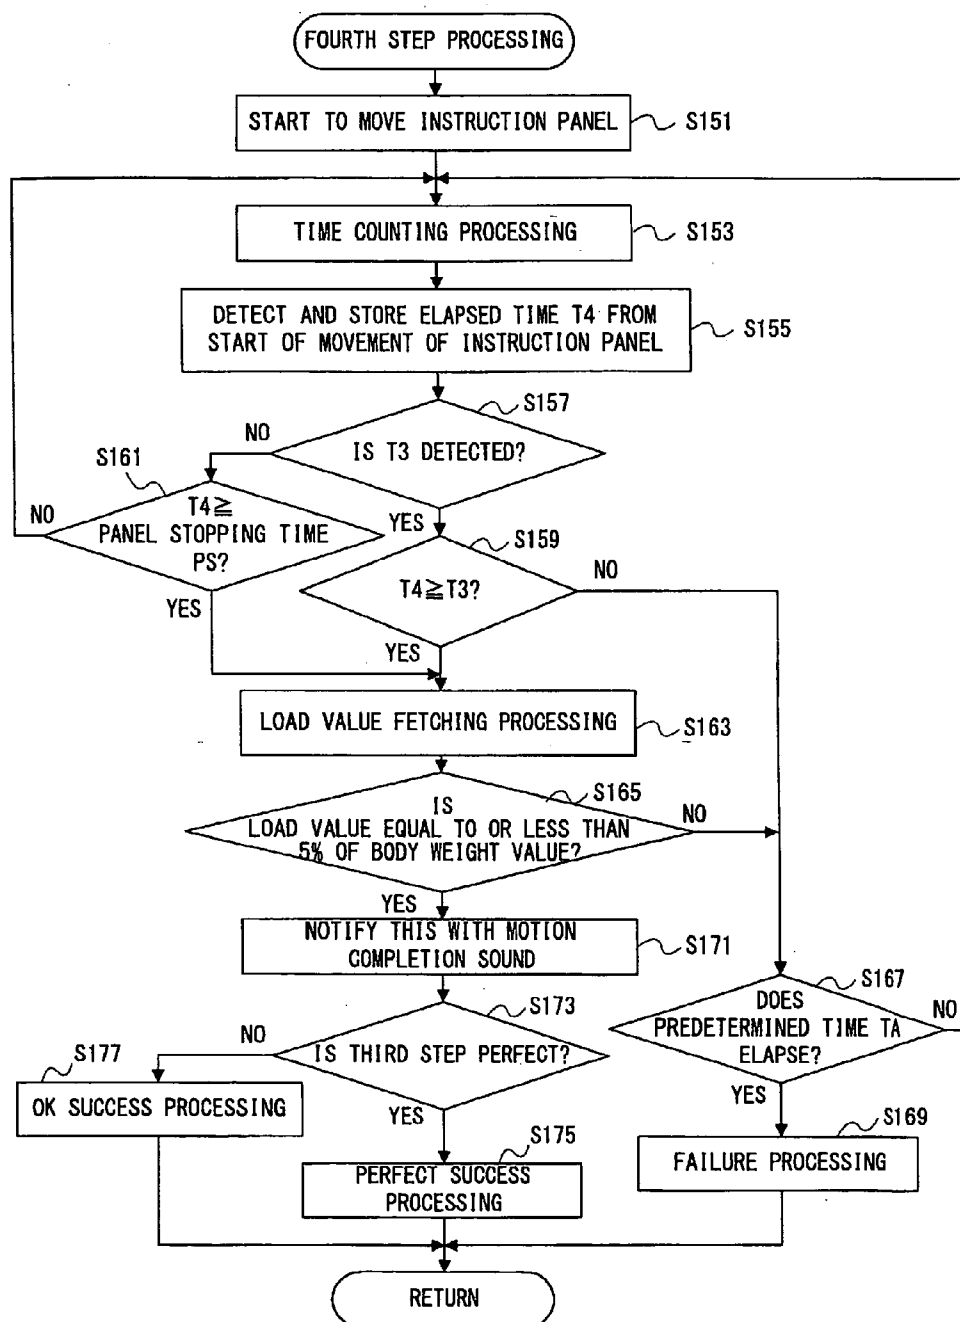 FOURTH STEP PROCESSING
START TO MOVE INSTRUCTION PANEL
S151
TIME COUNTING PROCESSING
S153
DETECT AND STORE ELAPSED TIME T4 FROM
START OF MOVEMENT OF INSTRUCTION PANEL
S155
S157
IS T3 DETECTED?
NO
YES
S161
T4≧
PANEL STOPPING TIME
PS?
NO
YES
S159
T4≧T3?
NO
YES
LOAD VALUE FETCHING PROCESSING
S163
S165
IS
LOAD VALUE EQUAL TO OR LESS THAN
5% OF BODY WEIGHT VALUE?
NO
YES
NOTIFY THIS WITH MOTION
COMPLETION SOUND
S171
S167
DOES
PREDETERMINED TIME TA
ELAPSE?
NO
YES
S173
IS THIRD STEP PERFECT?
NO
YES
S177
OK SUCCESS PROCESSING
S175
PERFECT SUCCESS
PROCESSING
S169
FAILURE PROCESSING
RETURN